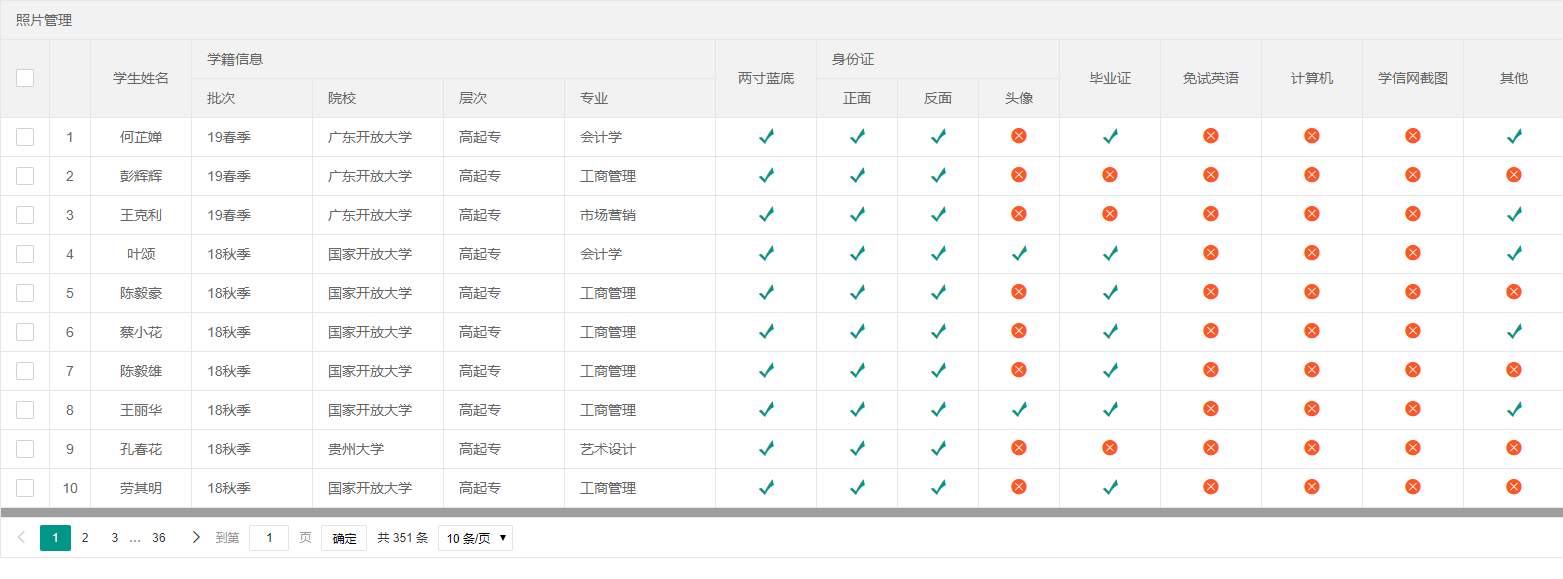 照片管理
学生姓名 学籍信息 两寸蓝底 身份证 毕业证 免试英语 计算机 学信网截图 其他
批次 院校 层次 专业 正面 反面 头像
1 何芷婵 19春季 广东开放大学 高起专 会计学
2 彭辉辉 19春季 广东开放大学 高起专 工商管理
3 王克利 19春季 广东开放大学 高起专 市场营销
4 叶颂 18秋季 国家开放大学 高起专 会计学
5 陈毅豪 18秋季 国家开放大学 高起专 工商管理
6 蔡小花 18秋季 国家开放大学 高起专 工商管理
7 陈毅雄 18秋季 国家开放大学 高起专 工商管理
8 王丽华 18秋季 国家开放大学 高起专 工商管理
9 孔春花 18秋季 贵州大学 高起专 艺术设计
10 劳其明 18秋季 国家开放大学 高起专 工商管理
1 2 3 … 36 到第 1 页 确定 共 351 条 10 条/页